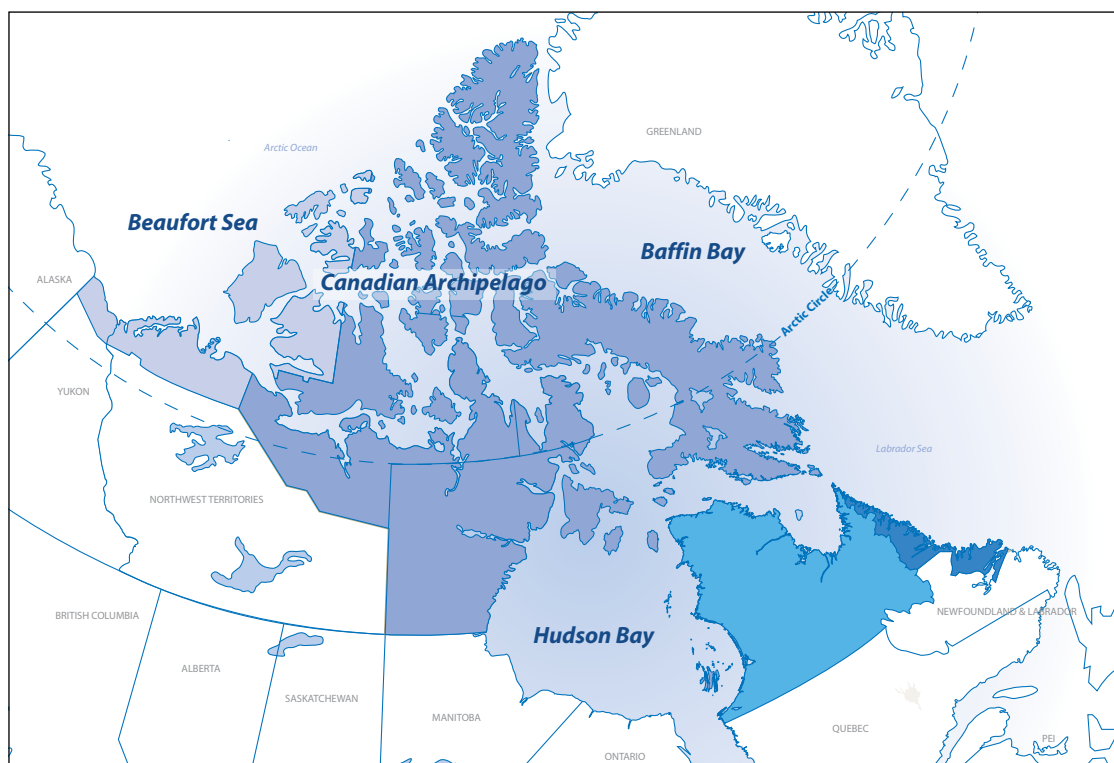 GREENLAND
Arctic Ocean
Beaufort Sea
Baffin Bay
ALASKA
Canadian Archipelago
Arctic Circle
YUKON
Labrador Sea
NORTHWEST TERRITORIES
BRITISH COLUMBIA
NEWFOUNDLAND & LABRADOR
Hudson Bay
ALBERTA
SASKATCHEWAN
MANITOBA
QUEBEC
PEI
ONTARIO